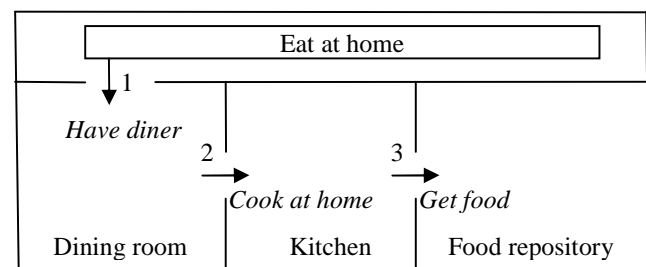 Eat at home
1
Have diner
2
3
Cook at home
Get food
Dining room
Kitchen
Food repository